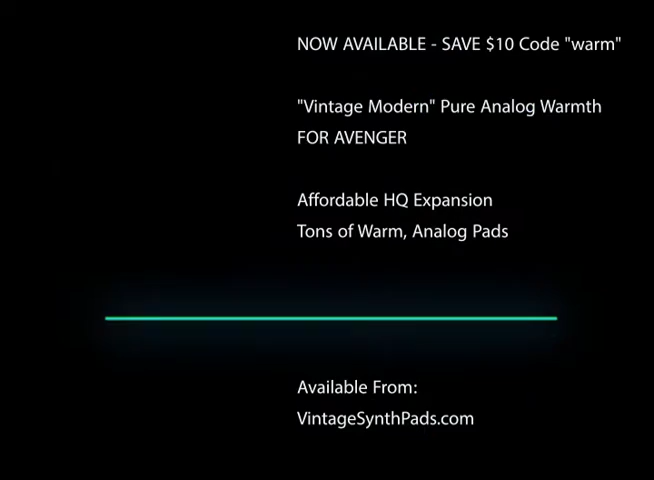 NOW AVAILABLE - SAVE $10 Code "warm"
"Vintage Modern" Pure Analog Warmth
FOR AVENGER
Affordable HQ Expansion
Tons of Warm, Analog Pads
Available From:
VintageSynthPads.com